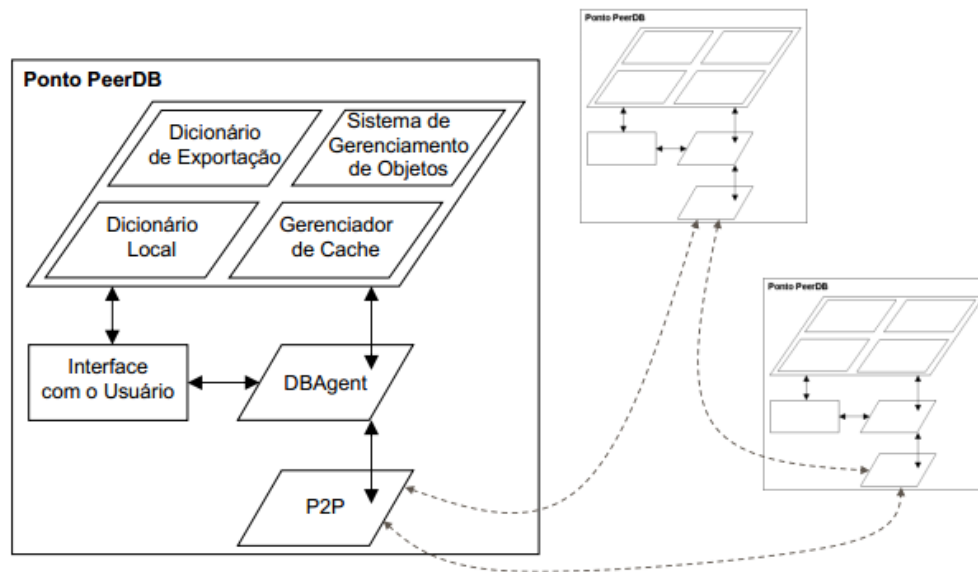 Ponto PeerDB
Dicionário
de Exportação
Sistema de
Gerenciamento
de Objetos
Dicionário
Local
Gerenciador
de Cache
Interface
com o Usuário
DBAgent
P2P
Ponto PeerDB
Ponto PeerDB